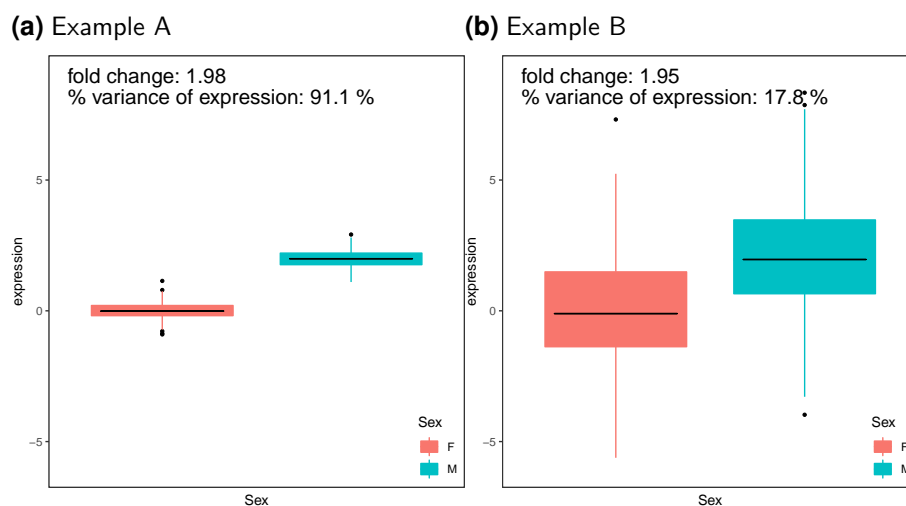 (a) Example A
fold change: 1.98
% variance of expression: 91.1 %
5
0
−5
expression
Sex
F
M
Sex
(b) Example B
fold change: 1.95
% variance of expression: 17.8 %
5
0
−5
expression
Sex
F
M
Sex